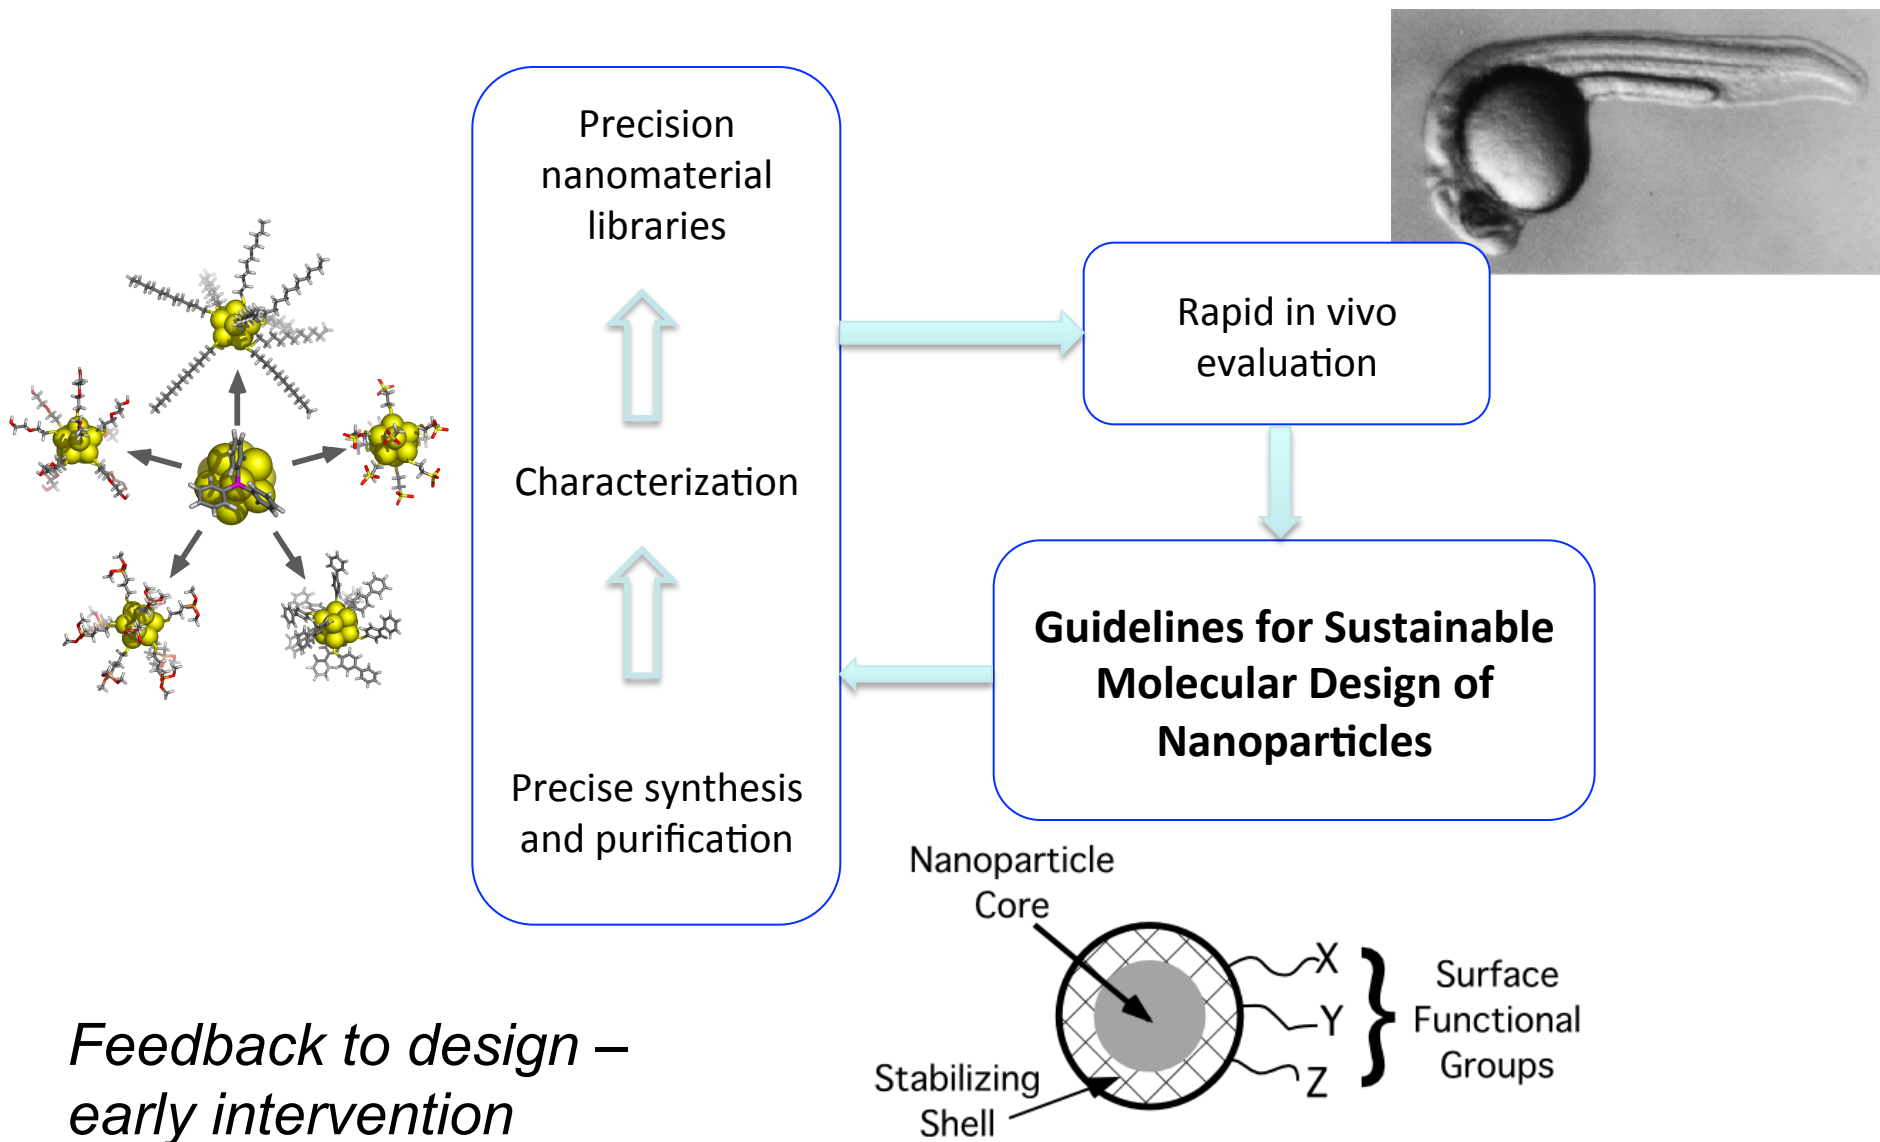 Precision
nanomaterial
libraries
Characterization
Precise synthesis
and purification
Rapid in vivo
evaluation
Guidelines for Sustainable
Molecular Design of
Nanoparticles
Nanoparticle
Core
Stabilizing
Shell
X
Y
Z
Surface
Functional
Groups
Feedback to design –
early intervention